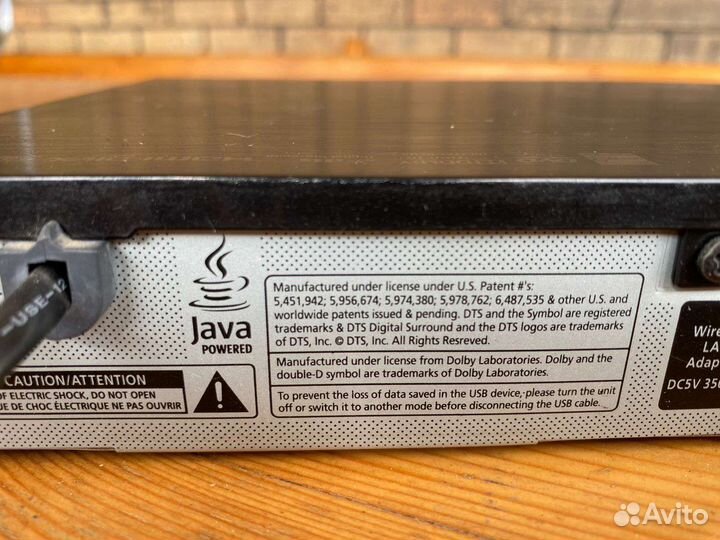 Java
POWERED
Manufactured under license under U.S. Patent #'s:
5,451,942; 5,956,674; 5,974,380; 5,978,762; 6,487,535 & other U.S. and
worldwide patents issued & pending. DTS and the Symbol are registered
trademarks & DTS Digital Surround and the DTS logos are trademarks
of DTS, Inc. © DTS, Inc. All Rights Resreved.
Manufactured under license from Dolby Laboratories. Dolby and the
double-D symbol are trademarks of Dolby Laboratories.
To prevent the loss of data saved in the USB device, please turn the unit
off or switch it to another mode before disconnecting the USB cable.
CAUTION/ATTENTION
OF ELECTRIC SHOCK, DO NOT OPEN
UE DE CHOC ÉLECTRIQUE NE PAS OUVRIR
!
Wire
LA
Adap
DC5V 35
Avito